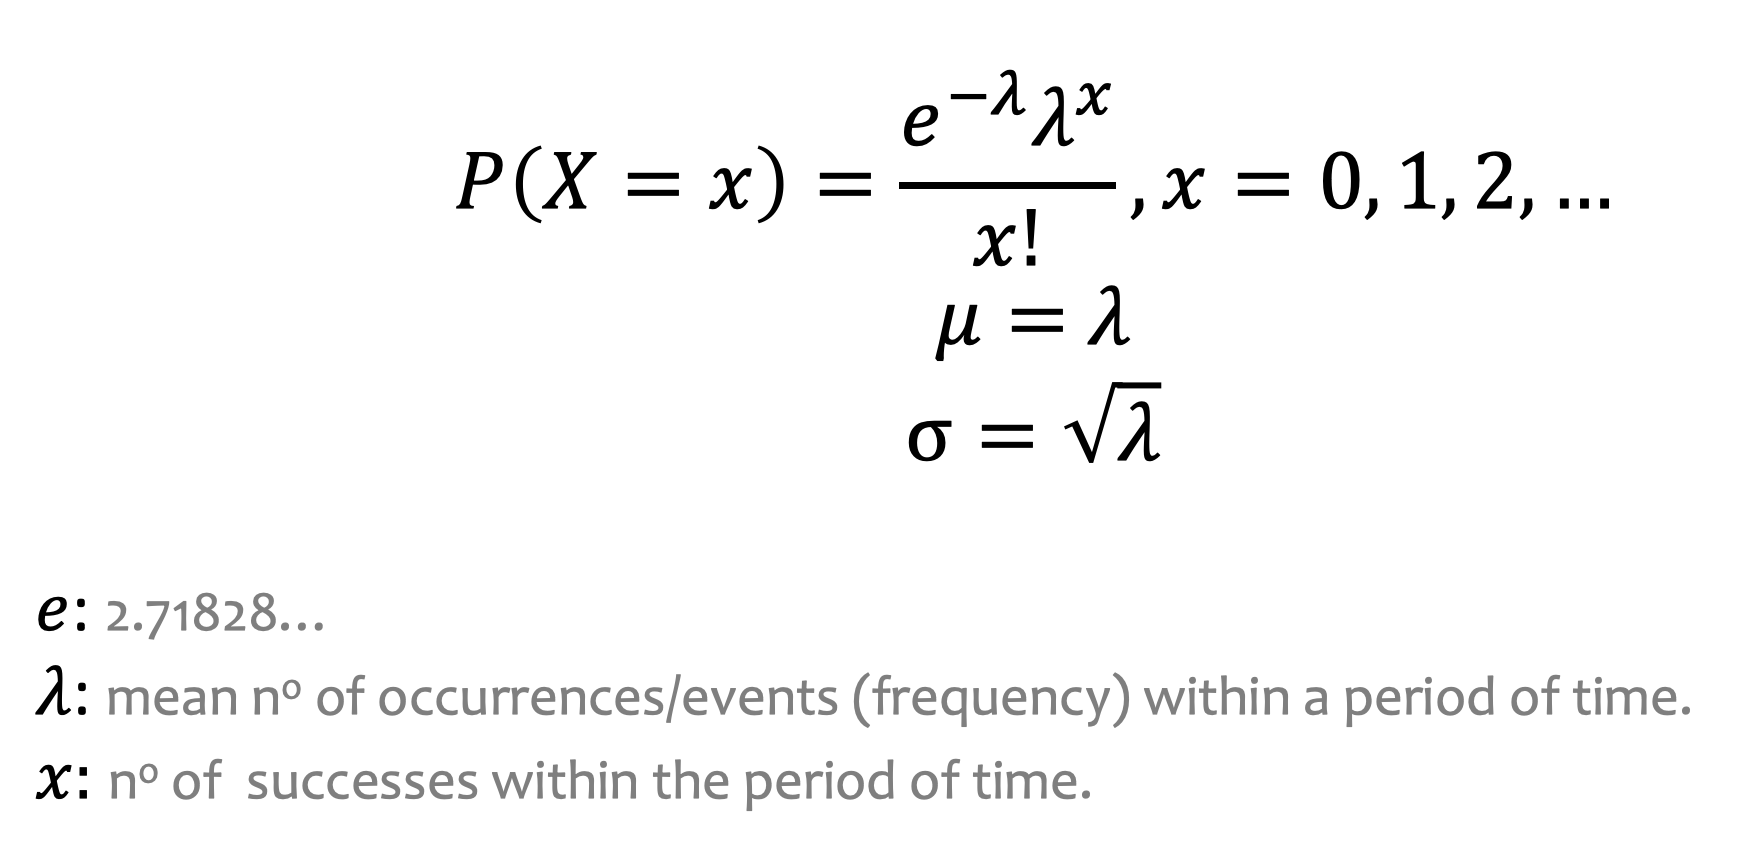 P(X = x) = e^{−λ}λ^x / x! , x = 0, 1, 2, ...
μ = λ
σ = √λ
e: 2.71828...
λ: mean nº of occurrences/events (frequency) within a period of time.
x: nº of  successes within the period of time.